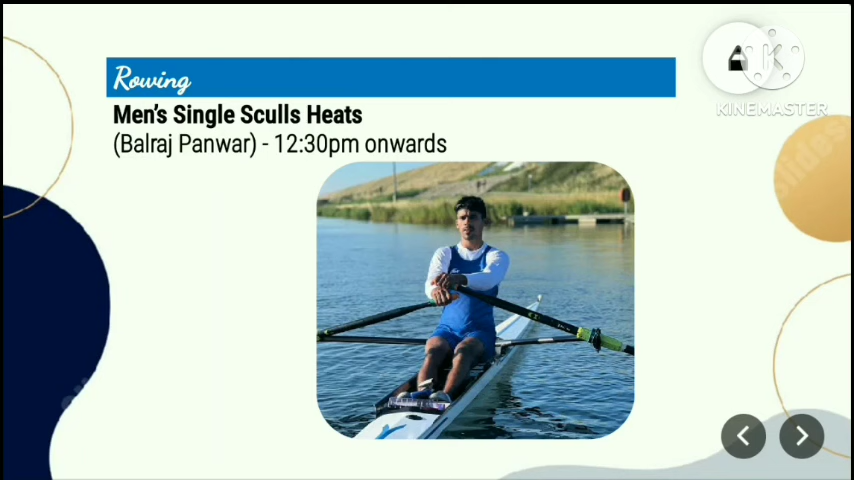 Rowing
Men's Single Sculls Heats
(Balraj Panwar) - 12:30pm onwards
K
KINEMASTER